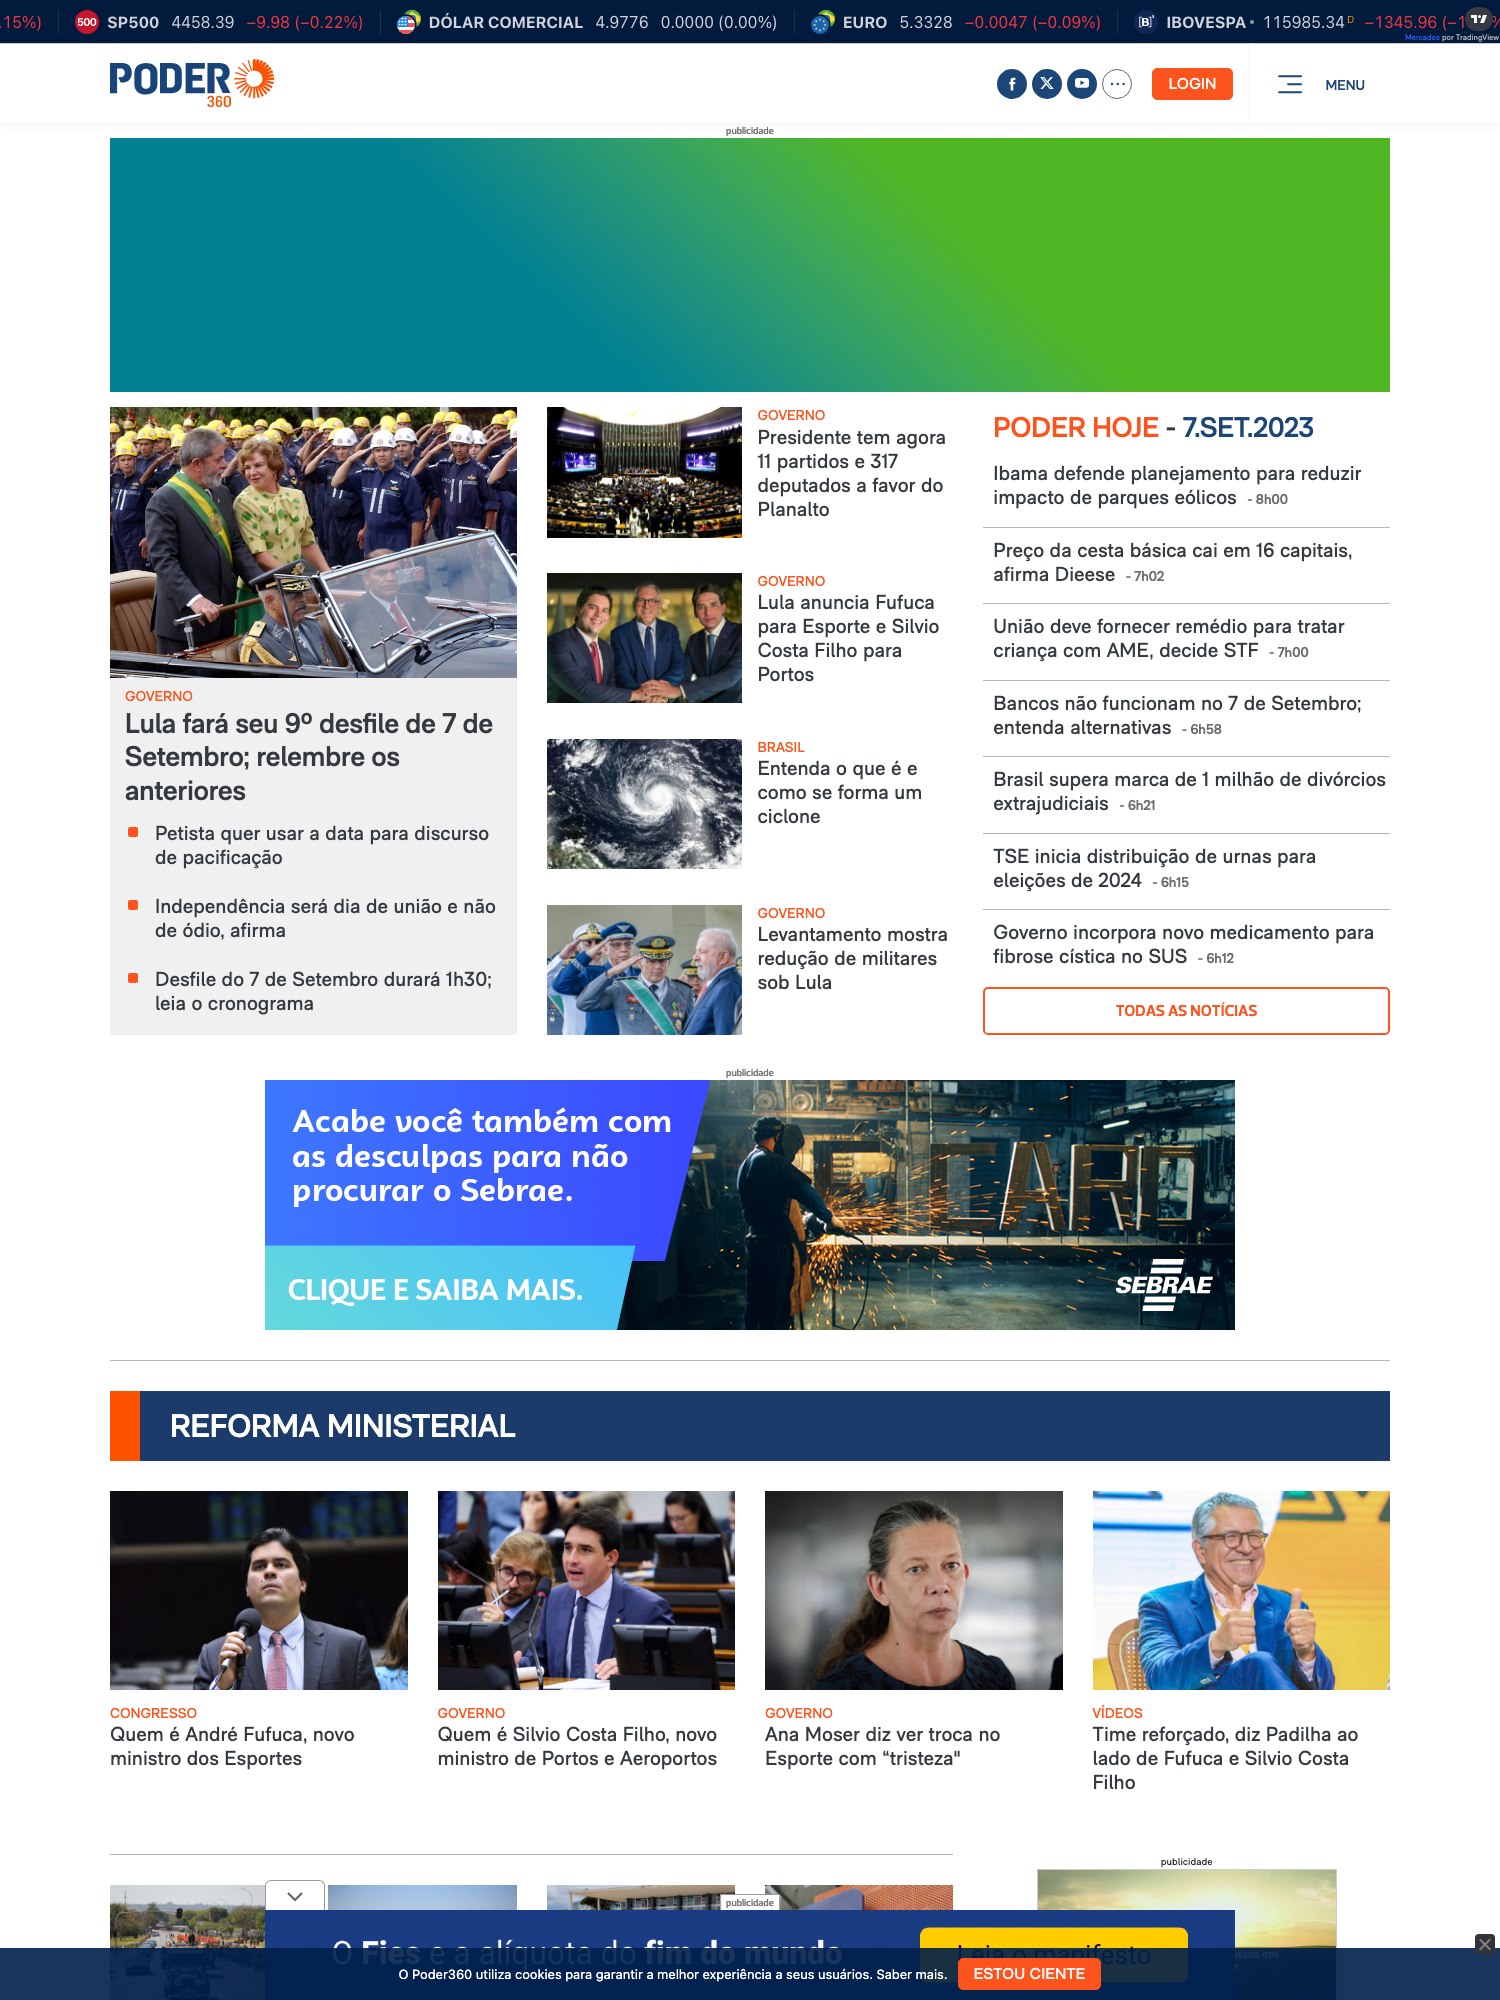 .15%)
500 SP500 4458.39 −9.98 (−0.22%) DÓLAR COMERCIAL 4.9776 0.0000 (0.00%) EURO 5.3328 −0.0047 (−0.09%) [B]³ IBOVESPA 115985.34 D −1345.96
Mercados por TradingView
PODER
360
LOGIN
MENU
publicidade
GOVERNO
Lula fará seu 9º desfile de 7 de
Setembro; relembre os
anteriores
Petista quer usar a data para discurso
de pacificação
Independência será dia de união e não
de ódio, afirma
Desfile do 7 de Setembro durará 1h30;
leia o cronograma
GOVERNO
Presidente tem agora
11 partidos e 317
deputados a favor do
Planalto
GOVERNO
Lula anuncia Fufuca
para Esporte e Silvio
Costa Filho para
Portos
BRASIL
Entenda o que é e
como se forma um
ciclone
GOVERNO
Levantamento mostra
redução de militares
sob Lula
PODER HOJE - 7.SET.2023
Ibama defende planejamento para reduzir
impacto de parques eólicos - 8h00
Preço da cesta básica cai em 16 capitais,
afirma Dieese - 7h02
União deve fornecer remédio para tratar
criança com AME, decide STF - 7h00
Bancos não funcionam no 7 de Setembro;
entenda alternativas - 6h58
Brasil supera marca de 1 milhão de divórcios
extrajudiciais - 6h21
TSE inicia distribuição de urnas para
eleições de 2024 - 6h15
Governo incorpora novo medicamento para
fibrose cística no SUS - 6h12
TODAS AS NOTÍCIAS
publicidade
Acabe você também com
as desculpas para não
procurar o Sebrae.
CLIQUE E SAIBA MAIS.
SEBRAE
REFORMA MINISTERIAL
CONGRESSO
Quem é André Fufuca, novo
ministro dos Esportes
GOVERNO
Quem é Silvio Costa Filho, novo
ministro de Portos e Aeroportos
GOVERNO
Ana Moser diz ver troca no
Esporte com “tristeza"
VÍDEOS
Time reforçado, diz Padilha ao
lado de Fufuca e Silvio Costa
Filho
publicidade
publicidade
O Fies e a alíquota do fim do mundo
Leia o manifesto
O Poder360 utiliza cookies para garantir a melhor experiência a seus usuários. Saber mais.
ESTOU CIENTE